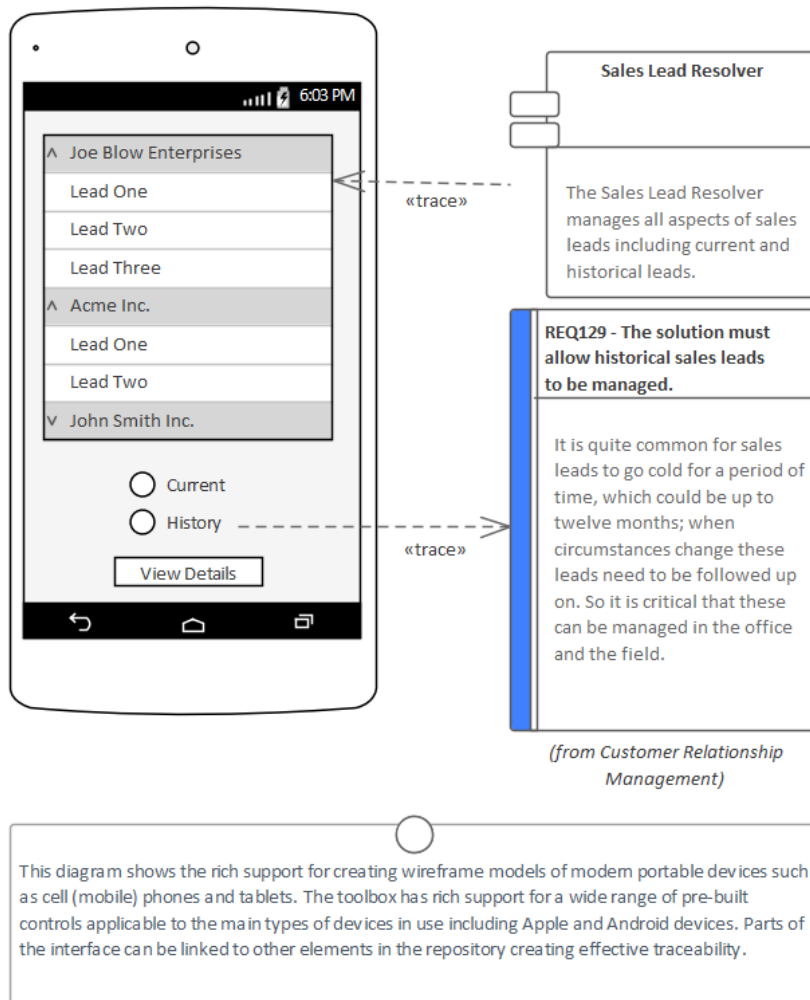 6:03 PM
Joe Blow Enterprises
Lead One
Lead Two
Lead Three
Acme Inc.
Lead One
Lead Two
John Smith Inc.
Current
History
View Details
«trace»
«trace»
Sales Lead Resolver
The Sales Lead Resolver
manages all aspects of sales
leads including current and
historical leads.
REQ129 - The solution must
allow historical sales leads
to be managed.
It is quite common for sales
leads to go cold for a period of
time, which could be up to
twelve months; when
circumstances change these
leads need to be followed up
on. So it is critical that these
can be managed in the office
and the field.
(from Customer Relationship
Management)
This diagram shows the rich support for creating wireframe models of modern portable devices such
as cell (mobile) phones and tablets. The toolbox has rich support for a wide range of pre-built
controls applicable to the main types of devices in use including Apple and Android devices. Parts of
the interface can be linked to other elements in the repository creating effective traceability.